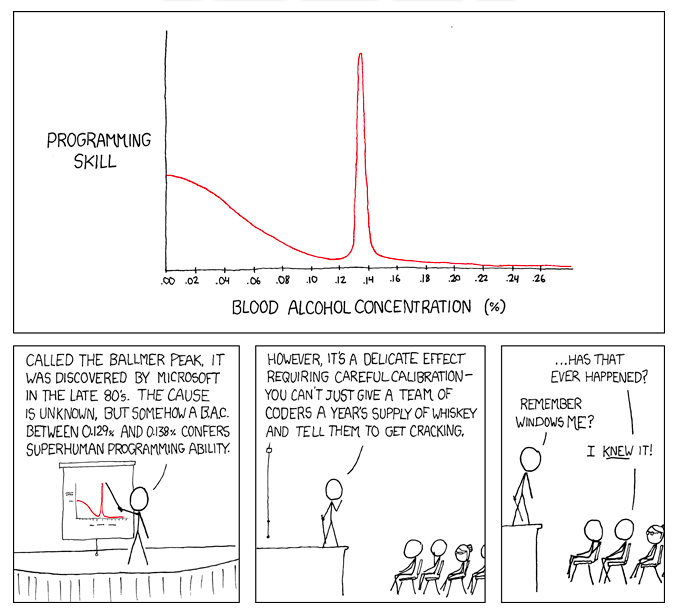 PROGRAMMING
SKILL
.00 .02 .04 .06 .08 .10 .12 .14 .16 .18 .20 .22 .24 .26
BLOOD ALCOHOL CONCENTRATION (%)
CALLED THE BALLMER PEAK, IT
WAS DISCOVERED BY MICROSOFT
IN THE LATE 80's. THE CAUSE
IS UNKNOWN, BUT SOMEHOW A B.A.C.
BETWEEN 0.129% AND 0.138% CONFERS
SUPERHUMAN PROGRAMMING ABILITY.
HOWEVER, IT'S A DELICATE EFFECT
REQUIRING CAREFUL CALIBRATION—
YOU CAN'T JUST GIVE A TEAM OF
CODERS A YEAR'S SUPPLY OF WHISKEY
AND TELL THEM TO GET CRACKING.
...HAS THAT
EVER HAPPENED?
REMEMBER
WINDOWS ME?
I KNEW IT!